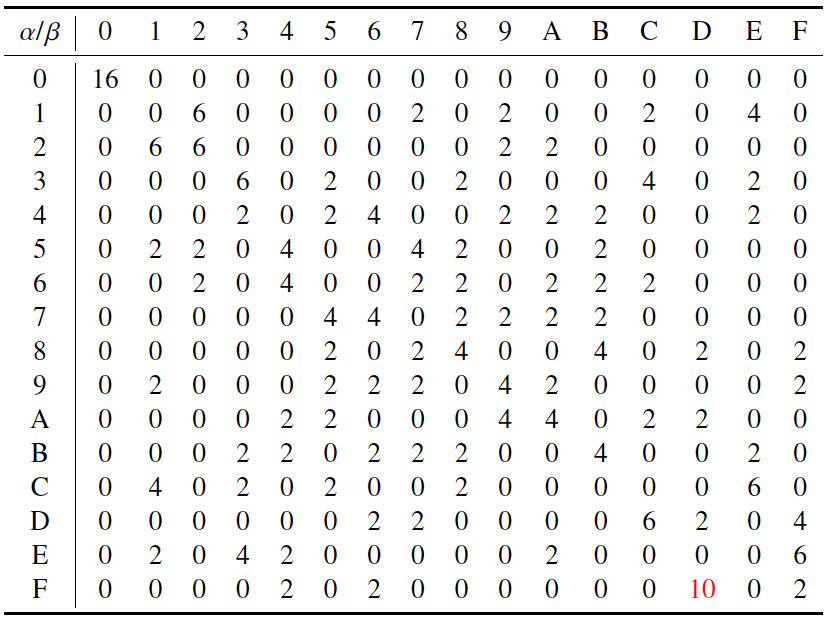 α/β 0 1 2 3 4 5 6 7 8 9 A B C D E F
0 16 0 0 0 0 0 0 0 0 0 0 0 0 0 0 0
1 0 0 6 0 0 0 0 2 0 2 0 0 2 0 4 0
2 0 6 6 0 0 0 0 0 0 2 2 0 0 0 0 0
3 0 0 0 6 0 2 0 0 2 0 0 0 4 0 2 0
4 0 0 0 2 0 2 4 0 0 2 2 2 0 0 2 0
5 0 2 2 0 4 0 0 4 2 0 0 2 0 0 0 0
6 0 0 2 0 4 0 0 2 2 0 2 2 2 0 0 0
7 0 0 0 0 0 4 4 0 2 2 2 2 0 0 0 0
8 0 0 0 0 0 2 0 2 4 0 0 4 0 2 0 2
9 0 2 0 0 0 2 2 2 0 4 2 0 0 0 0 2
A 0 0 0 0 2 2 0 0 0 4 4 0 2 2 0 0
B 0 0 0 2 2 0 2 2 2 0 0 4 0 0 2 0
C 0 4 0 2 0 2 0 0 2 0 0 0 0 0 6 0
D 0 0 0 0 0 0 2 2 0 0 0 0 6 2 0 4
E 0 2 0 4 2 0 0 0 0 0 2 0 0 0 0 6
F 0 0 0 0 2 0 2 0 0 0 0 0 0 10 0 2